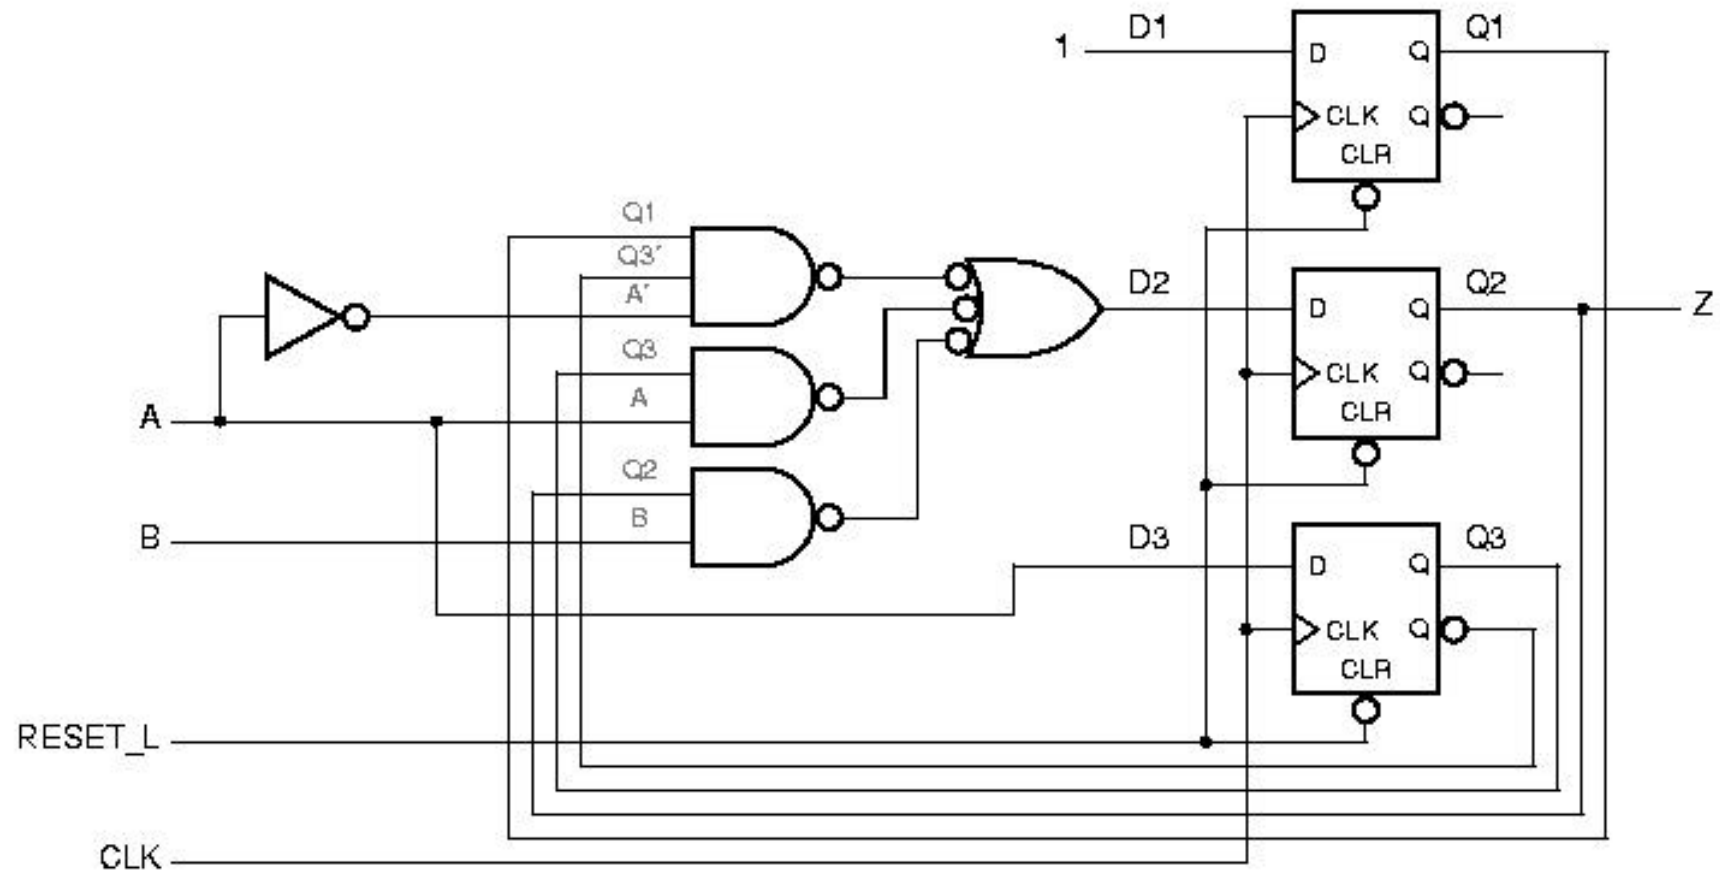 D1
Q1
1
D
Q
CLK
Q
CLR
Q1
Q3´
A´
D2
Q2
Z
D
Q
CLK
Q
CLR
Q3
A
A
Q2
B
B
D3
Q3
D
Q
CLK
Q
CLR
RESET_L
CLK